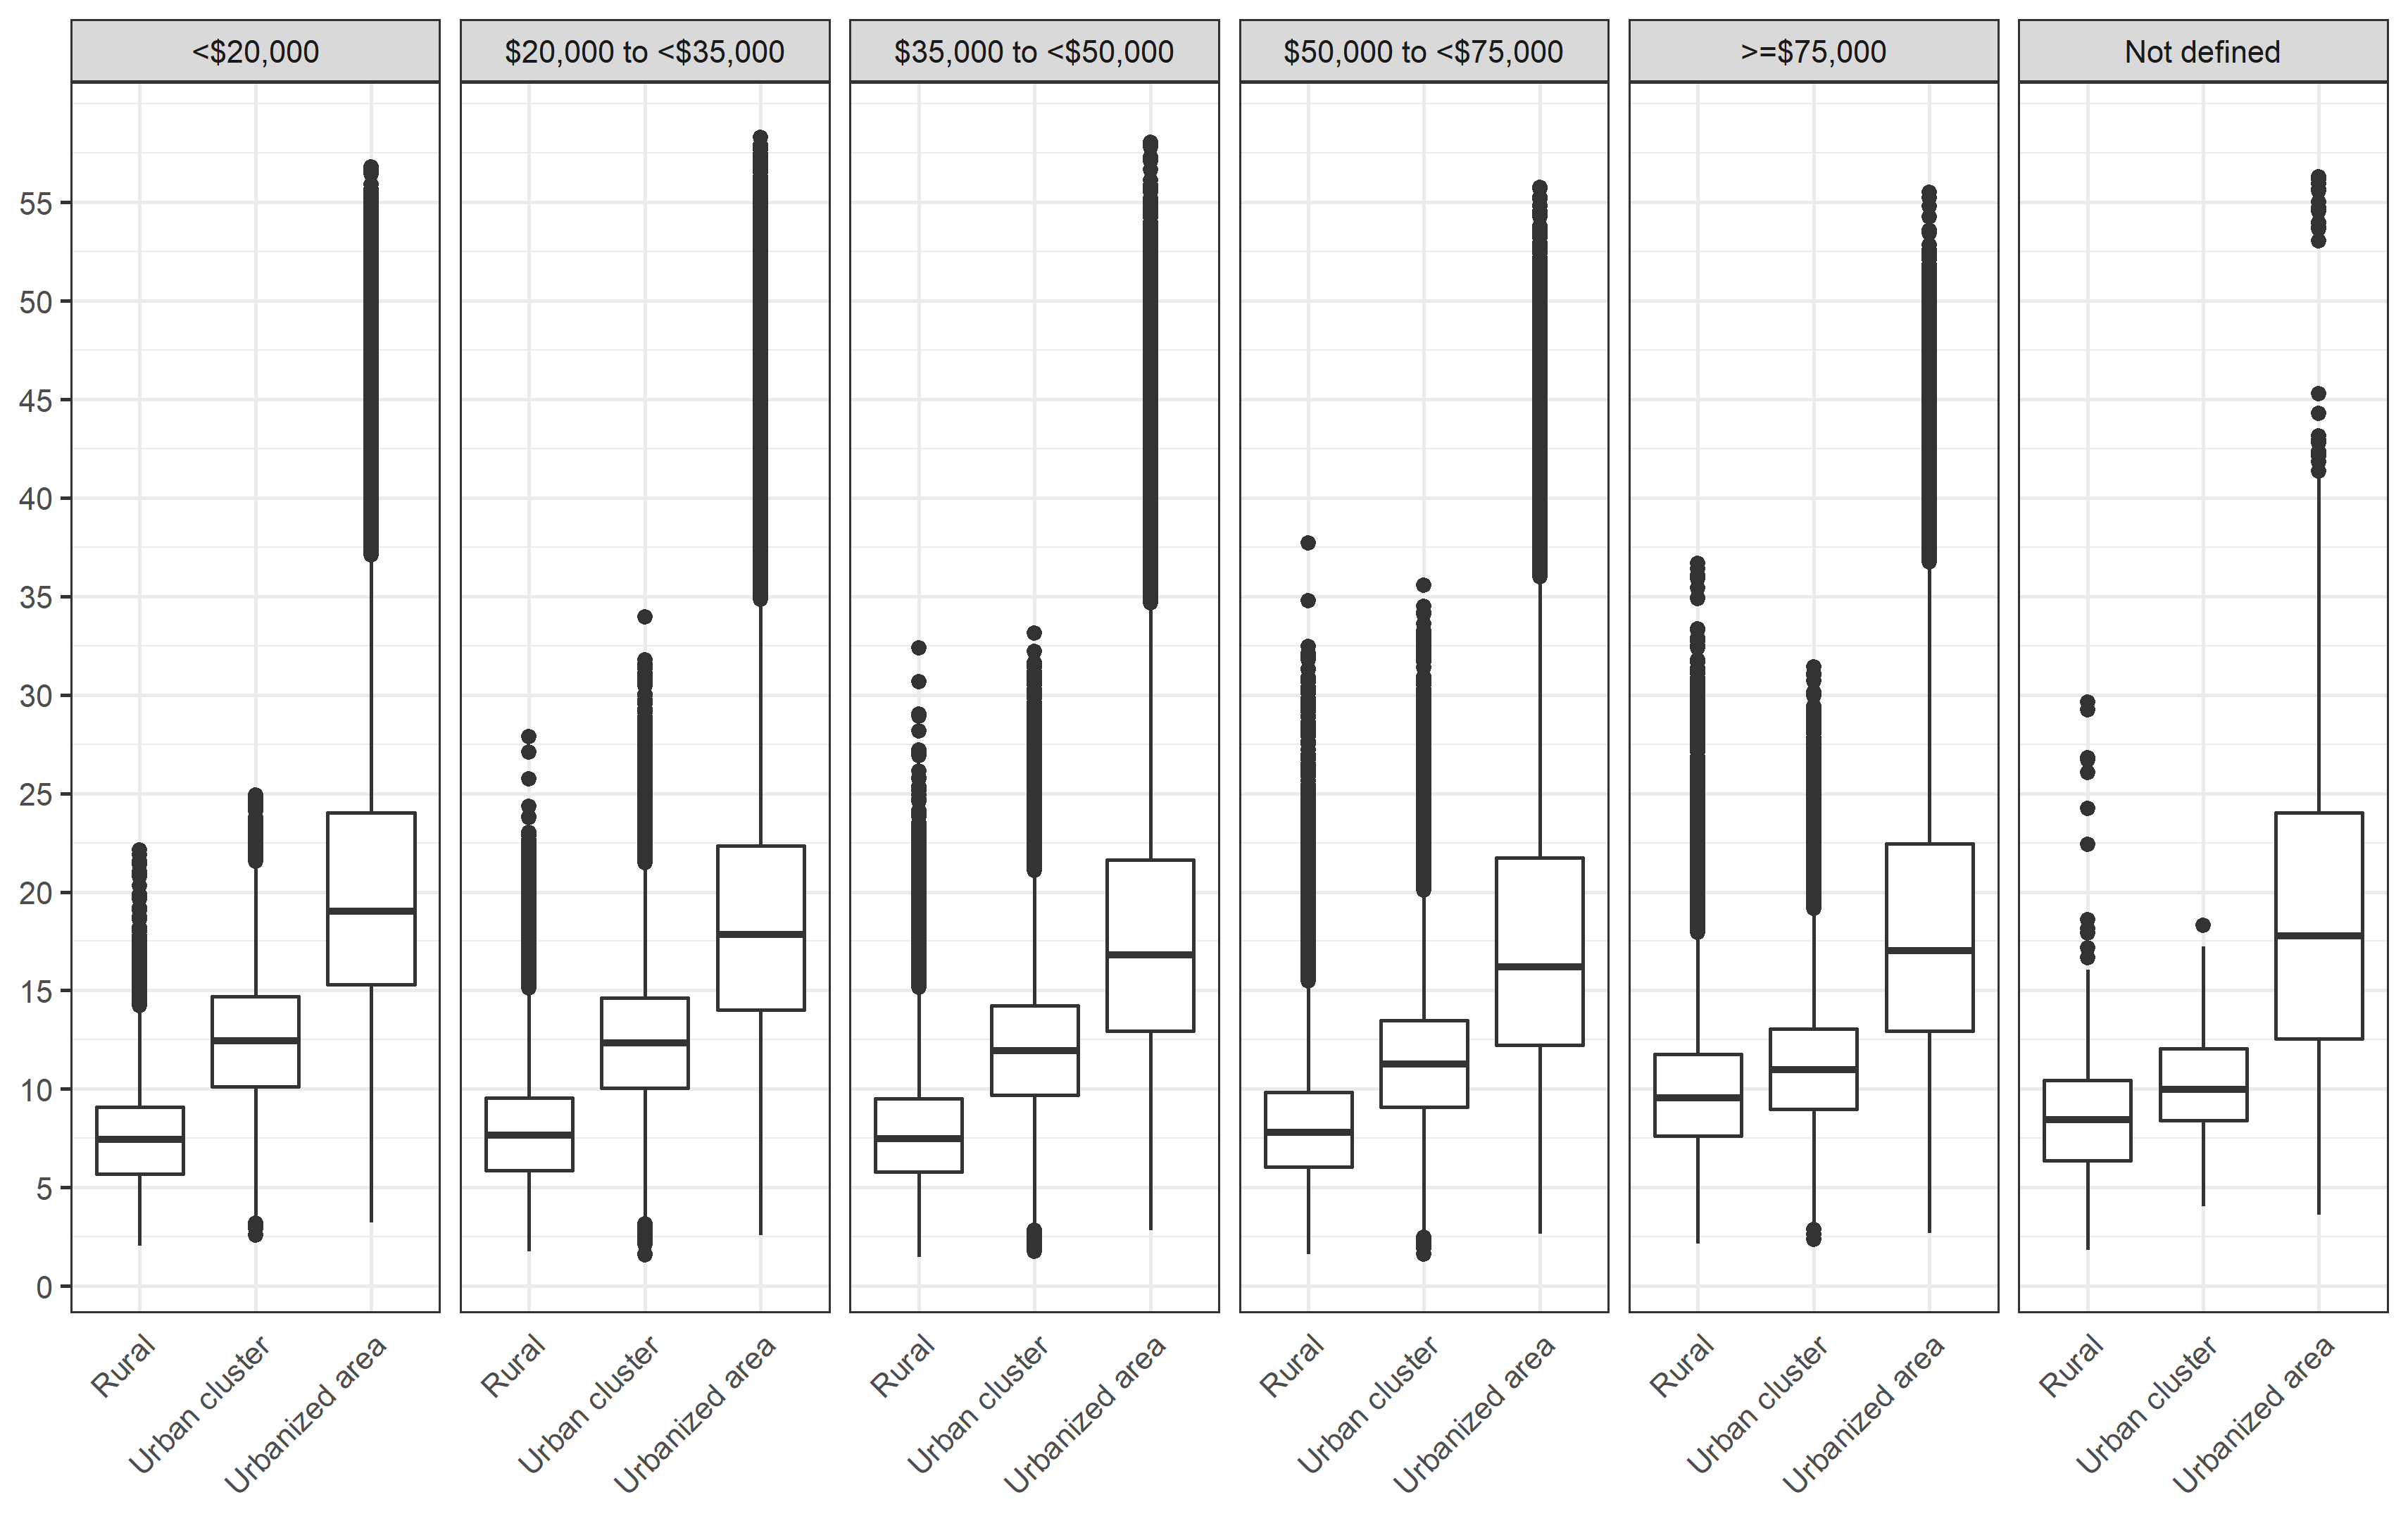 <$20,000
$20,000 to <$35,000
$35,000 to <$50,000
$50,000 to <$75,000
>=$75,000
Not defined
55
50
45
40
35
30
25
20
15
10
5
0
Rural
Urban cluster
Urbanized area
Rural
Urban cluster
Urbanized area
Rural
Urban cluster
Urbanized area
Rural
Urban cluster
Urbanized area
Rural
Urban cluster
Urbanized area
Rural
Urban cluster
Urbanized area